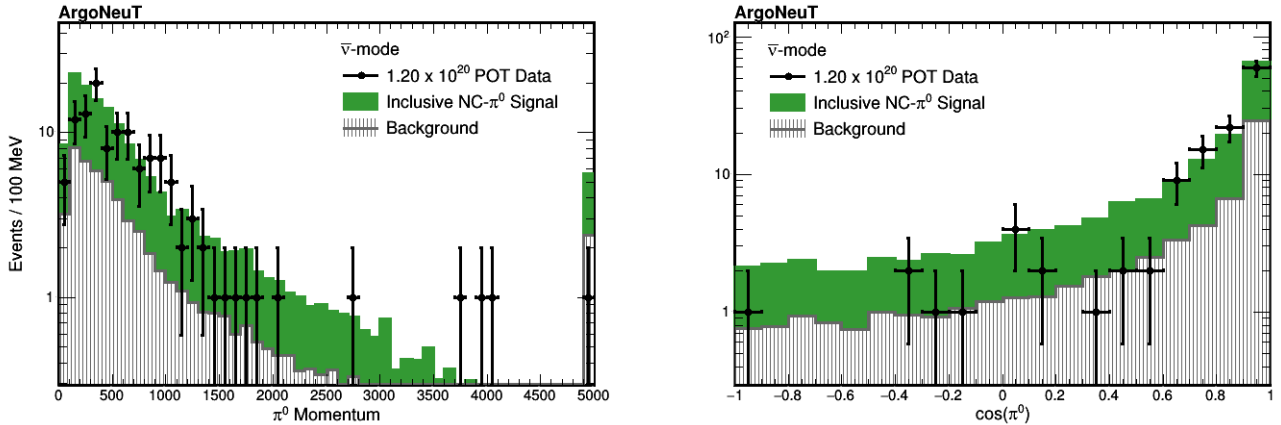 ArgoNeuT
ν̅-mode
1.20 x 10²⁰ POT Data
Inclusive NC-π⁰ Signal
Background
Events / 100 MeV
10
1
0 500 1000 1500 2000 2500 3000 3500 4000 4500 5000
π⁰ Momentum
ArgoNeuT
ν̅-mode
1.20 x 10²⁰ POT Data
Inclusive NC-π⁰ Signal
Background
10²
10
1
−1 −0.8 −0.6 −0.4 −0.2 0 0.2 0.4 0.6 0.8 1
cos(π⁰)